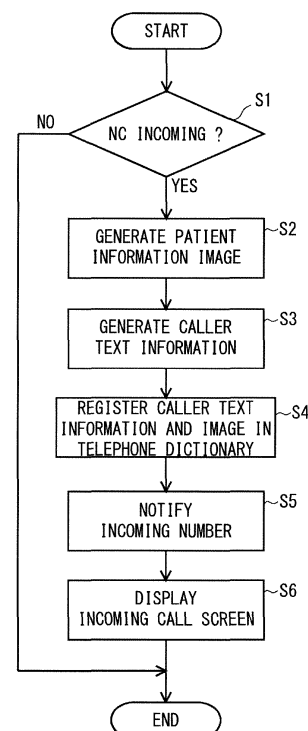 START
S1
NC INCOMING ?
NO
YES
S2
GENERATE PATIENT
INFORMATION IMAGE
S3
GENERATE CALLER
TEXT INFORMATION
S4
REGISTER CALLER TEXT
INFORMATION AND IMAGE IN
TELEPHONE DICTIONARY
S5
NOTIFY
INCOMING NUMBER
S6
DISPLAY
INCOMING CALL SCREEN
END